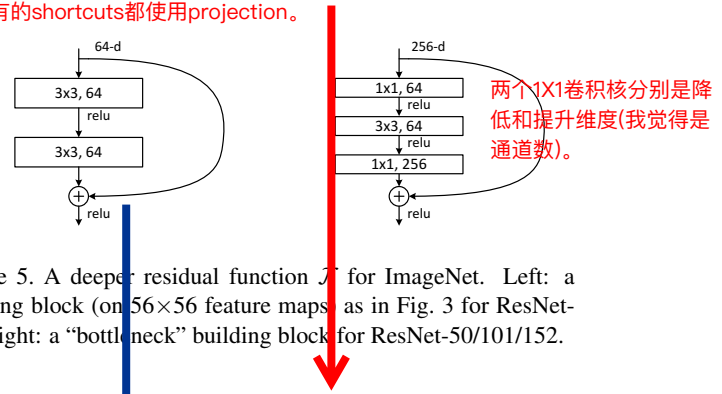 有的shortcuts都使用projection。
64-d
3x3, 64
relu
3x3, 64
relu
256-d
1x1, 64
relu
3x3, 64
relu
1x1, 256
relu
两个1X1卷积核分别是降
低和提升维度(我觉得是
通道数)。
e 5. A deeper residual function F for ImageNet. Left: a
ng block (on 56×56 feature maps) as in Fig. 3 for ResNet-
ight: a “bottleneck” building block for ResNet-50/101/152.